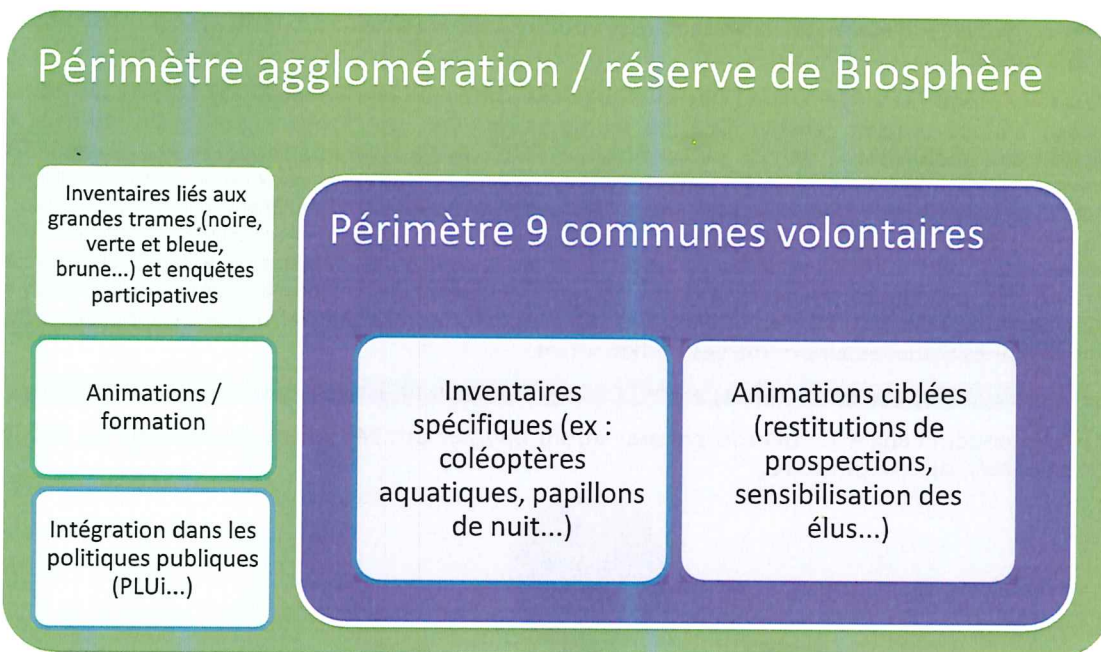 Périmètre agglomération / réserve de Biosphère
Inventaires liés aux
grandes trames (noire,
verte et bleue,
brune...) et enquêtes
participatives
Animations /
formation
Intégration dans les
politiques publiques
(PLUi...)
Périmètre 9 communes volontaires
Inventaires
spécifiques (ex :
coléoptères
aquatiques, papillons
de nuit...)
Animations ciblées
(restitutions de
prospections,
sensibilisation des
élus...)